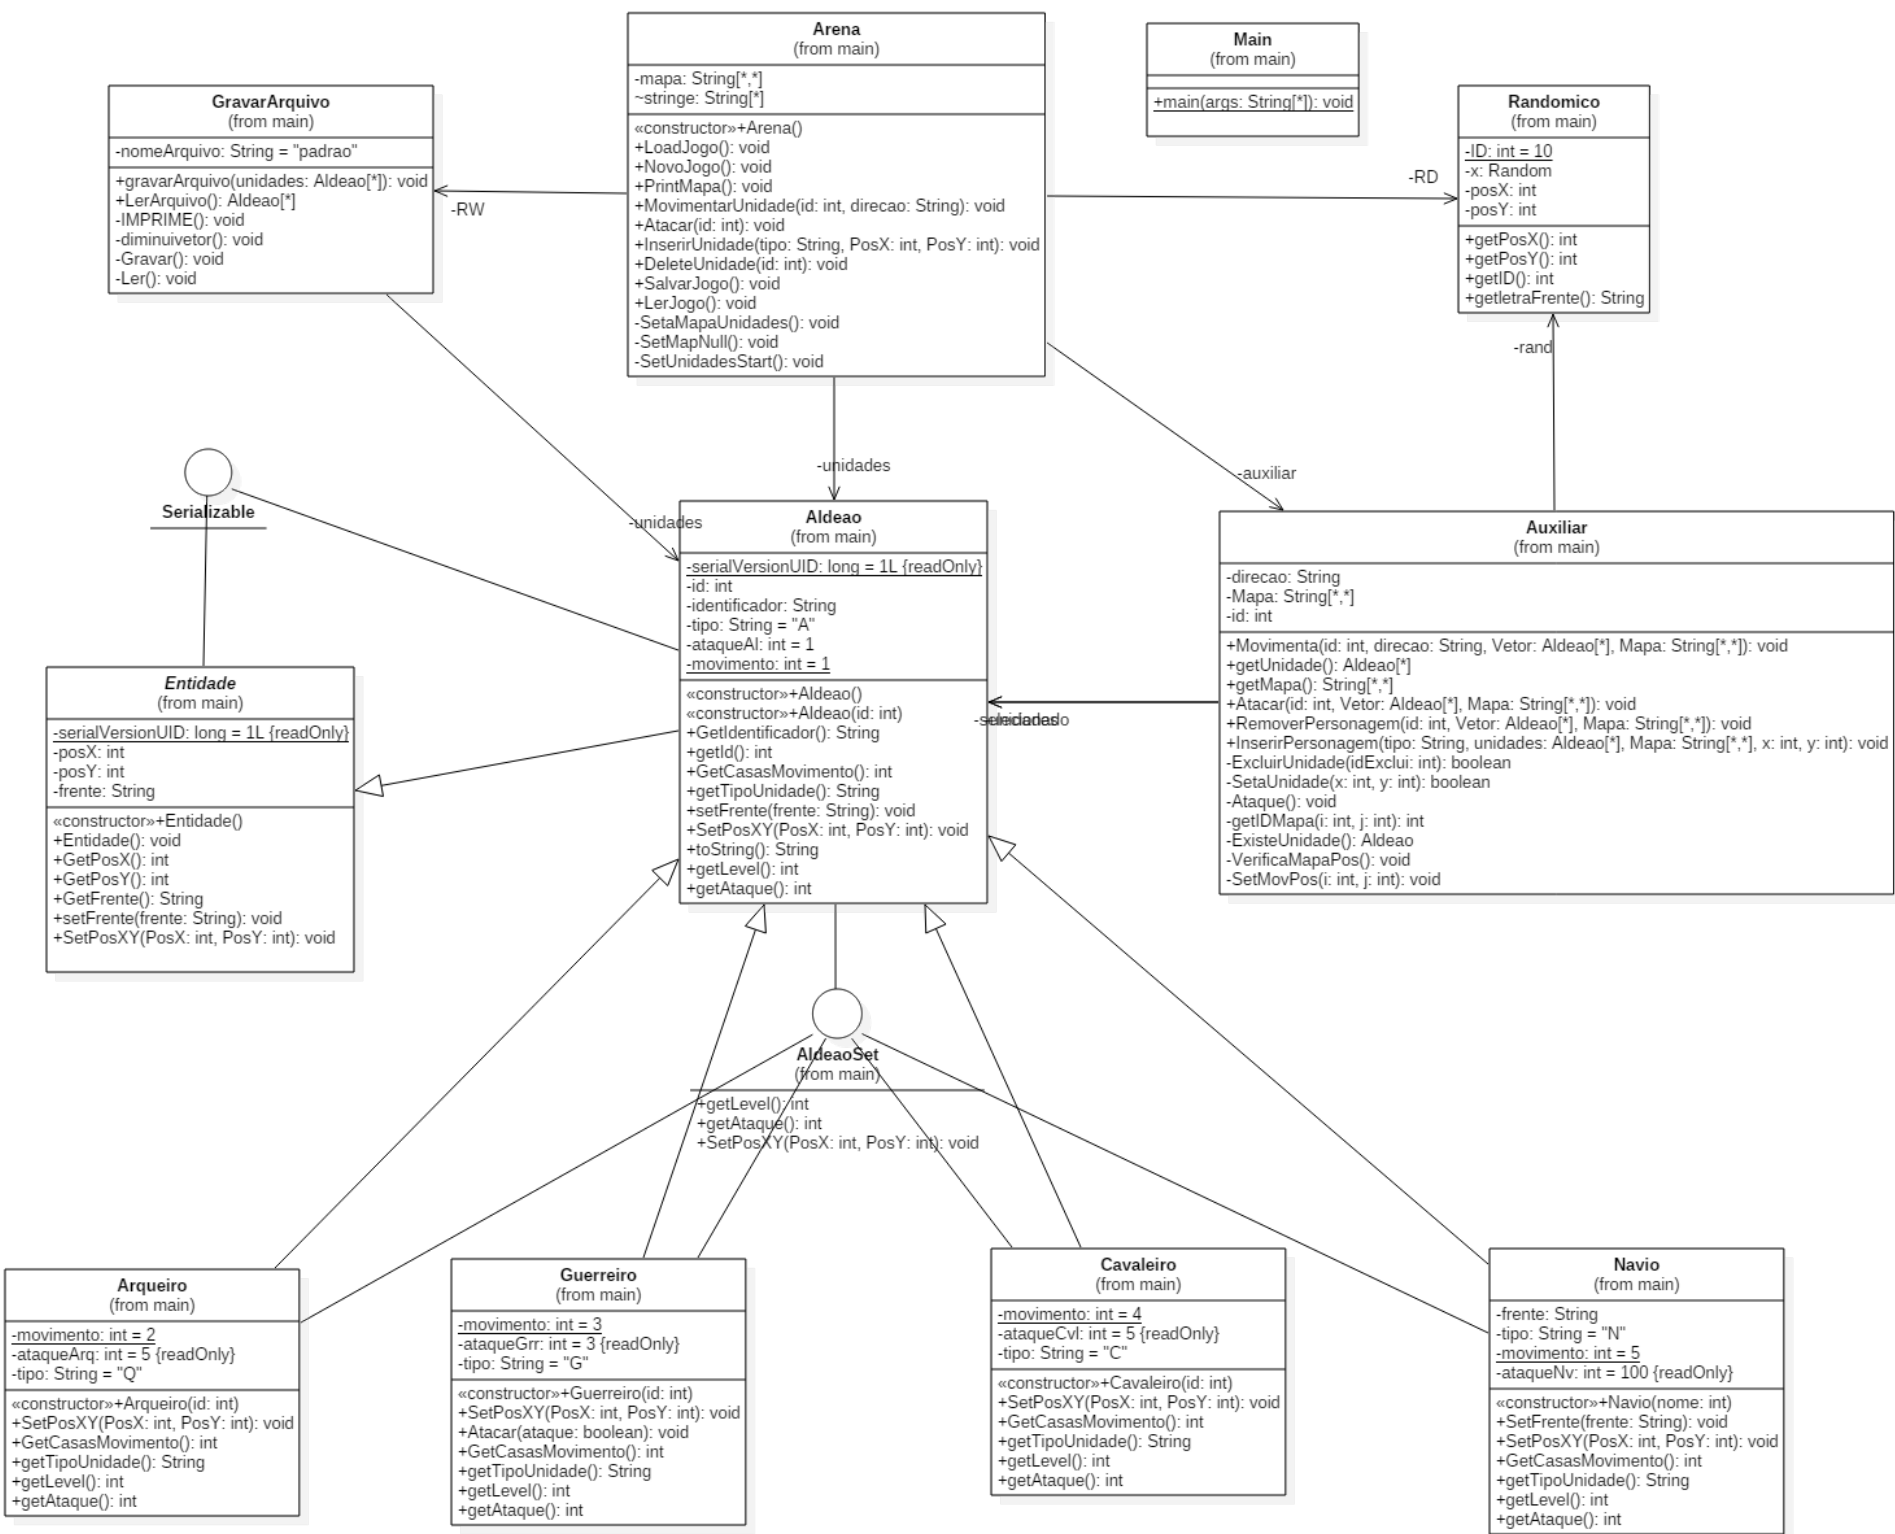 Arena
(from main)
-mapa: String[*,*]
~stringe: String[*]
«constructor»+Arena()
+LoadJogo(): void
+NovoJogo(): void
+PrintMapa(): void
+MovimentarUnidade(id: int, direcao: String): void
+Atacar(id: int): void
+InserirUnidade(tipo: String, PosX: int, PosY: int): void
+DeleteUnidade(id: int): void
+SalvarJogo(): void
+LerJogo(): void
-SetaMapaUnidades(): void
-SetMapNull(): void
-SetUnidadesStart(): void
Main
(from main)
+main(args: String[*]): void
GravarArquivo
(from main)
-nomeArquivo: String = "padrao"
+gravarArquivo(unidades: Aldeao[*]): void
+LerArquivo(): Aldeao[*]
-IMPRIME(): void
-diminuivetor(): void
-Gravar(): void
-Ler(): void
Randomico
(from main)
-ID: int = 10
-x: Random
-posX: int
-posY: int
+getPosX(): int
+getPosY(): int
+getID(): int
+getletraFrente(): String
-RW
-RD
-rand
-unidades
-auxiliar
-unidades
Serializable
Aldeao
(from main)
-serialVersionUID: long = 1L {readOnly}
-id: int
-identificador: String
-tipo: String = "A"
-ataqueAl: int = 1
-movimento: int = 1
«constructor»+Aldeao()
«constructor»+Aldeao(id: int)
+GetIdentificador(): String
+getId(): int
+GetCasasMovimento(): int
+getTipoUnidade(): String
+setFrente(frente: String): void
+SetPosXY(PosX: int, PosY: int): void
+toString(): String
+getLevel(): int
+getAtaque(): int
Auxiliar
(from main)
-direcao: String
-Mapa: String[*,*]
-id: int
+Movimenta(id: int, direcao: String, Vetor: Aldeao[*], Mapa: String[*,*]): void
+getUnidade(): Aldeao[*]
+getMapa(): String[*,*]
+Atacar(id: int, Vetor: Aldeao[*], Mapa: String[*,*]): void
+RemoverPersonagem(id: int, Vetor: Aldeao[*], Mapa: String[*,*]): void
+InserirPersonagem(tipo: String, unidades: Aldeao[*], Mapa: String[*,*], x: int, y: int): void
-ExcluirUnidade(idExclui: int): boolean
-SetaUnidade(x: int, y: int): boolean
-Ataque(): void
-getIDMapa(i: int, j: int): int
-ExisteUnidade(): Aldeao
-VerificaMapaPos(): void
-SetMovPos(i: int, j: int): void
Entidade
(from main)
-serialVersionUID: long = 1L {readOnly}
-posX: int
-posY: int
-frente: String
«constructor»+Entidade()
+Entidade(): void
+GetPosX(): int
+GetPosY(): int
+GetFrente(): String
+setFrente(frente: String): void
+SetPosXY(PosX: int, PosY: int): void
AldeaoSet
(from main)
+getLevel(): int
+getAtaque(): int
+SetPosXY(PosX: int, PosY: int): void
Arqueiro
(from main)
-movimento: int = 2
-ataqueArq: int = 5 {readOnly}
-tipo: String = "Q"
«constructor»+Arqueiro(id: int)
+SetPosXY(PosX: int, PosY: int): void
+GetCasasMovimento(): int
+getTipoUnidade(): String
+getLevel(): int
+getAtaque(): int
Guerreiro
(from main)
-movimento: int = 3
-ataqueGrr: int = 3 {readOnly}
-tipo: String = "G"
«constructor»+Guerreiro(id: int)
+SetPosXY(PosX: int, PosY: int): void
+Atacar(ataque: boolean): void
+GetCasasMovimento(): int
+getTipoUnidade(): String
+getLevel(): int
+getAtaque(): int
Cavaleiro
(from main)
-movimento: int = 4
-ataqueCvl: int = 5 {readOnly}
-tipo: String = "C"
«constructor»+Cavaleiro(id: int)
+SetPosXY(PosX: int, PosY: int): void
+GetCasasMovimento(): int
+getTipoUnidade(): String
+getLevel(): int
+getAtaque(): int
Navio
(from main)
-frente: String
-tipo: String = "N"
-movimento: int = 5
-ataqueNv: int = 100 {readOnly}
«constructor»+Navio(nome: int)
+SetFrente(frente: String): void
+SetPosXY(PosX: int, PosY: int): void
+GetCasasMovimento(): int
+getTipoUnidade(): String
+getLevel(): int
+getAtaque(): int